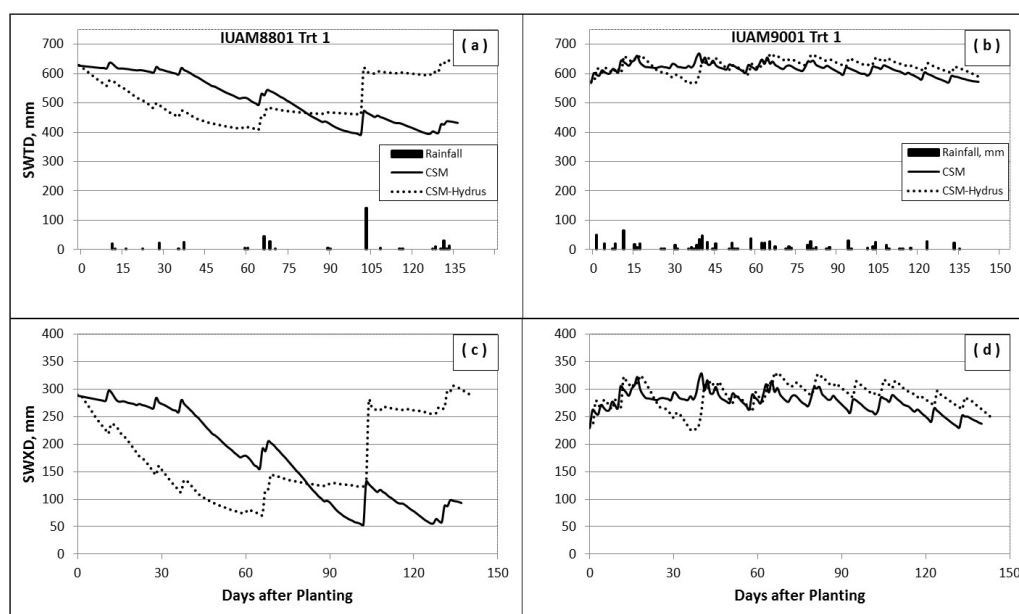 IUAM8801 Trt 1
( a )
SWTD, mm
700
600
500
400
300
200
100
0
Rainfall
CSM
CSM-Hydrus
0 15 30 45 60 75 90 105 120 135
IUAM9001 Trt 1
( b )
700
600
500
400
300
200
100
0
Rainfall, mm
CSM
CSM-Hydrus
0 15 30 45 60 75 90 105 120 135 150
( c )
SWXD, mm
400
350
300
250
200
150
100
50
0
0 30 60 90 120 150
Days after Planting
( d )
400
350
300
250
200
150
100
50
0
0 30 60 90 120 150
Days after Planting